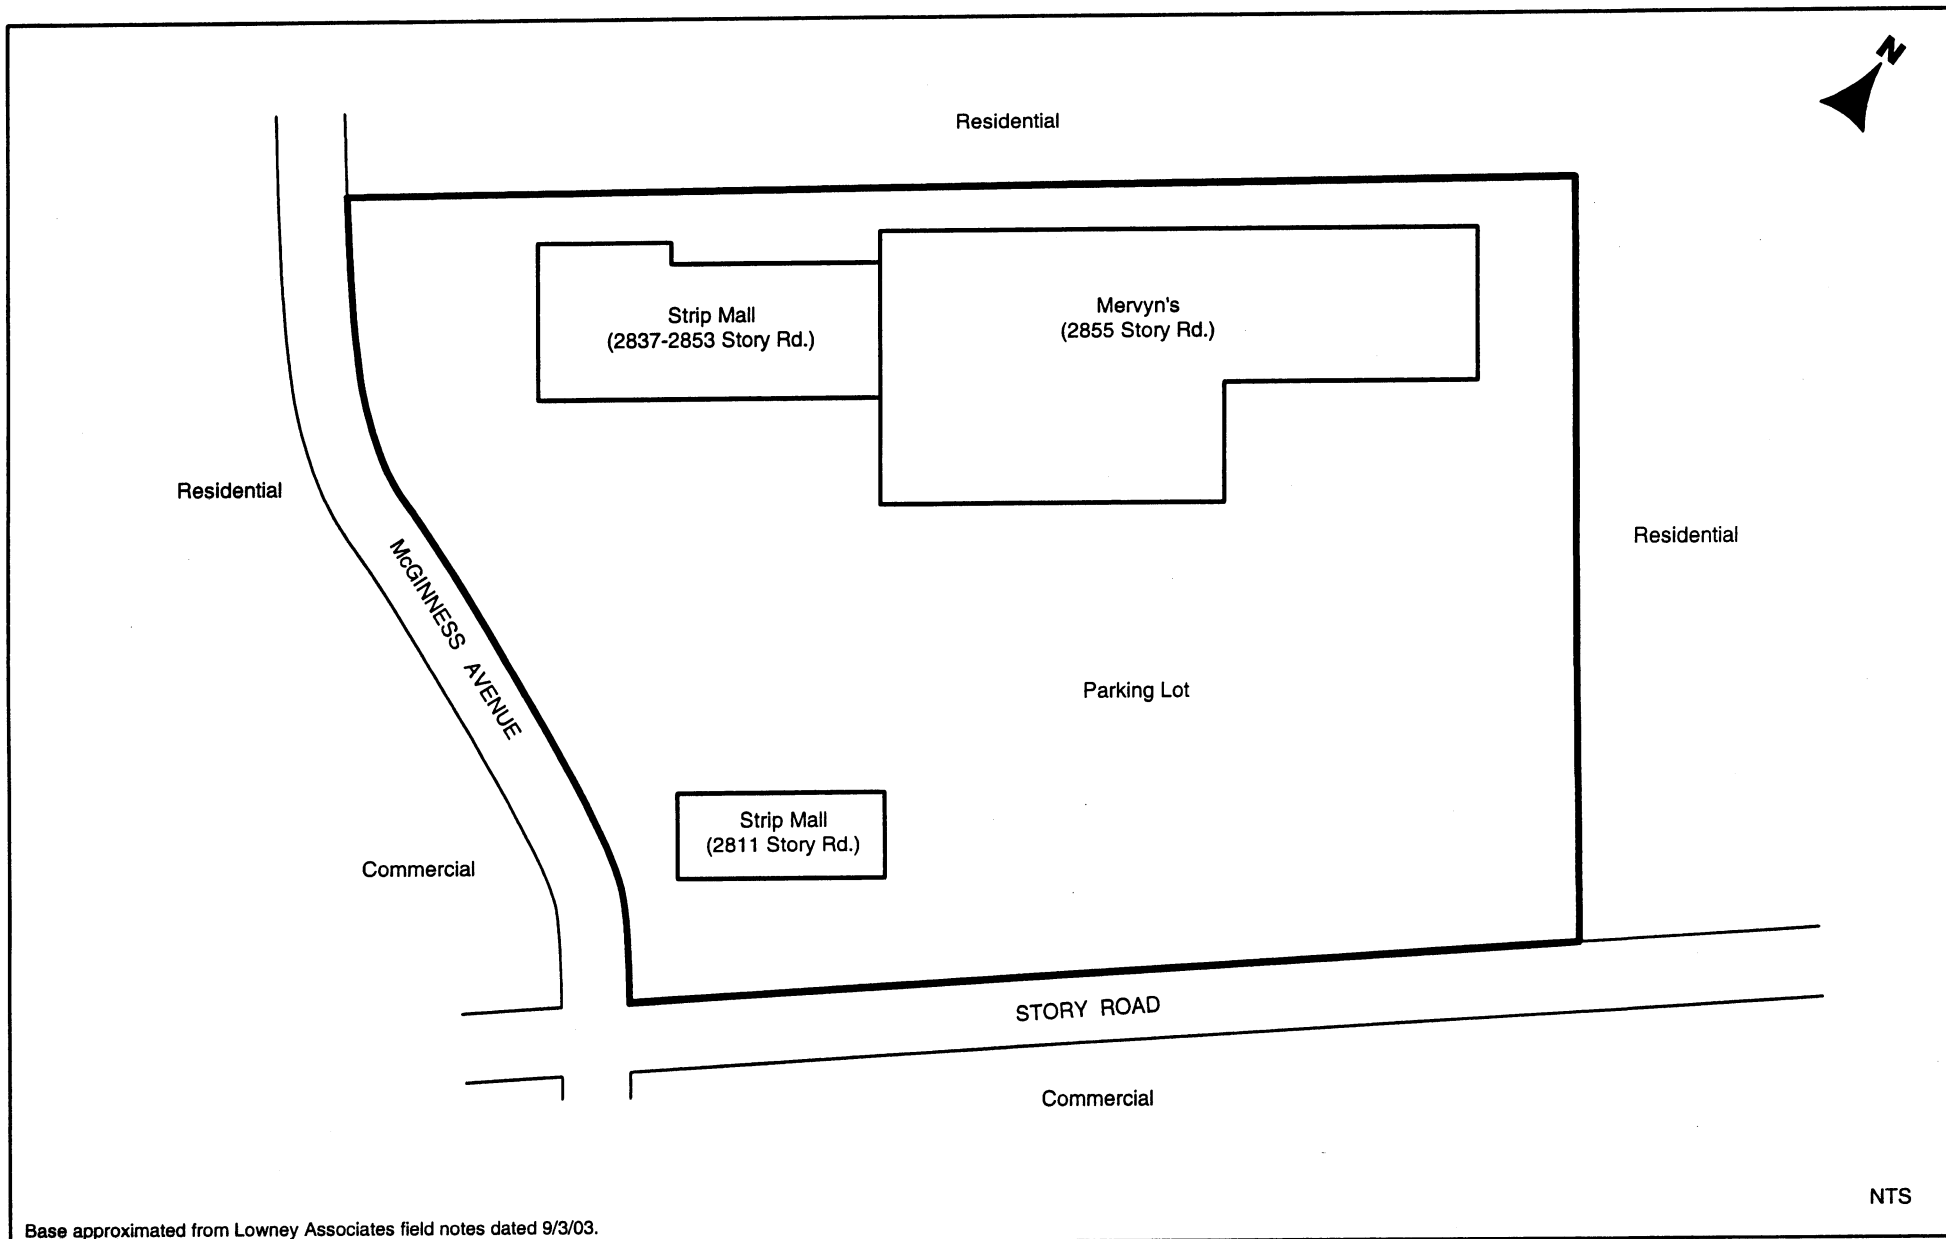 N
Residential
Strip Mall
(2837-2853 Story Rd.)
Mervyn's
(2855 Story Rd.)
Residential
Residential
McGINNESS AVENUE
Parking Lot
Strip Mall
(2811 Story Rd.)
Commercial
STORY ROAD
Commercial
NTS
Base approximated from Lowney Associates field notes dated 9/3/03.